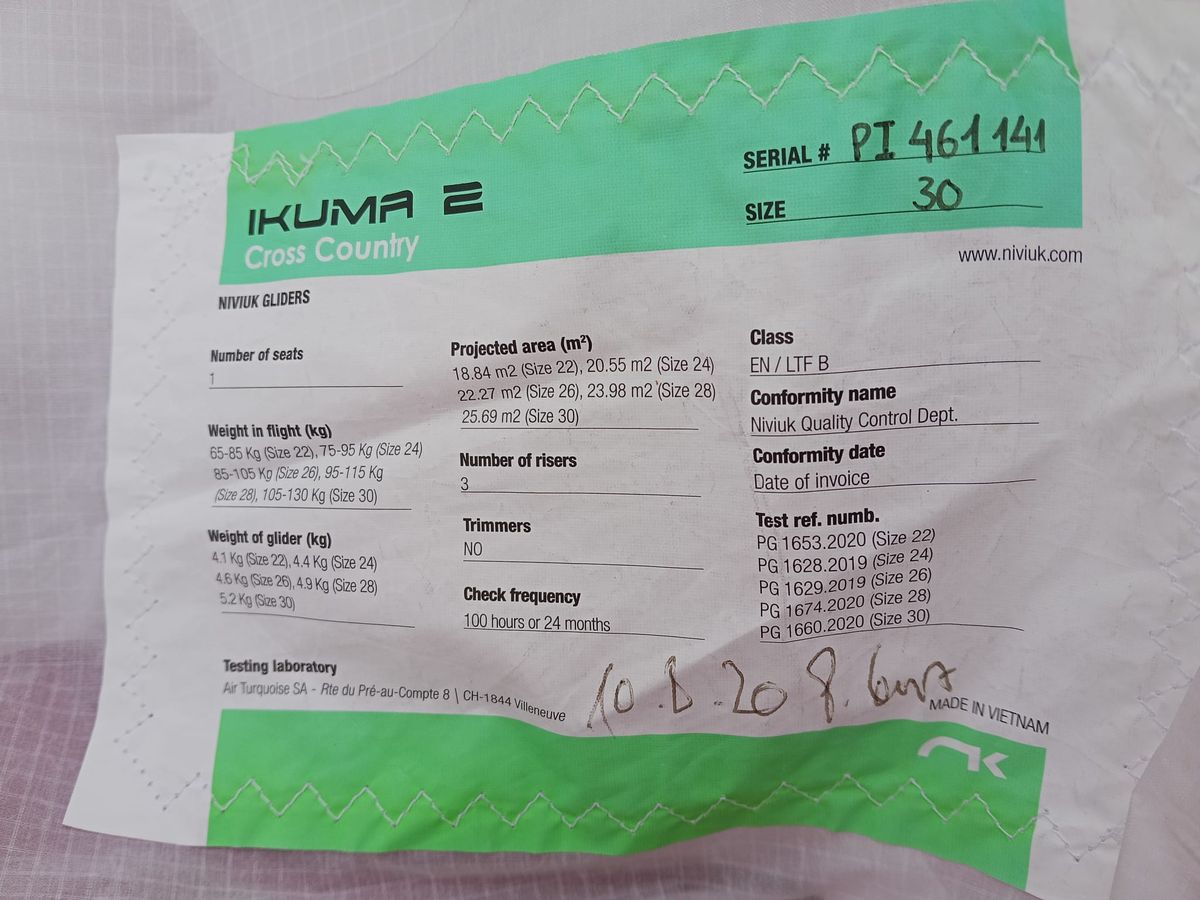 IKUMA 2
Cross Country
SERIAL # PI 461 141
SIZE 30
www.niviuk.com
NIVIUK GLIDERS
Number of seats
1
Weight in flight (kg)
65-85 Kg (Size 22), 75-95 Kg (Size 24)
85-105 Kg (Size 26), 95-115 Kg
(Size 28), 105-130 Kg (Size 30)
Weight of glider (kg)
4.1 Kg (Size 22), 4.4 Kg (Size 24)
4.6 Kg (Size 26), 4.9 Kg (Size 28)
5.2 Kg (Size 30)
Projected area (m²)
18.84 m2 (Size 22), 20.55 m2 (Size 24)
22.27 m2 (Size 26), 23.98 m2 (Size 28)
25.69 m2 (Size 30)
Number of risers
3
Trimmers
NO
Check frequency
100 hours or 24 months
Class
EN / LTF B
Conformity name
Niviuk Quality Control Dept.
Conformity date
Date of invoice
Test ref. numb.
PG 1653.2020 (Size 22)
PG 1628.2019 (Size 24)
PG 1629.2019 (Size 26)
PG 1674.2020 (Size 28)
PG 1660.2020 (Size 30)
Testing laboratory
Air Turquoise SA - Rte du Pré-au-Compte 8 \ CH-1844 Villeneuve
MADE IN VIETNAM